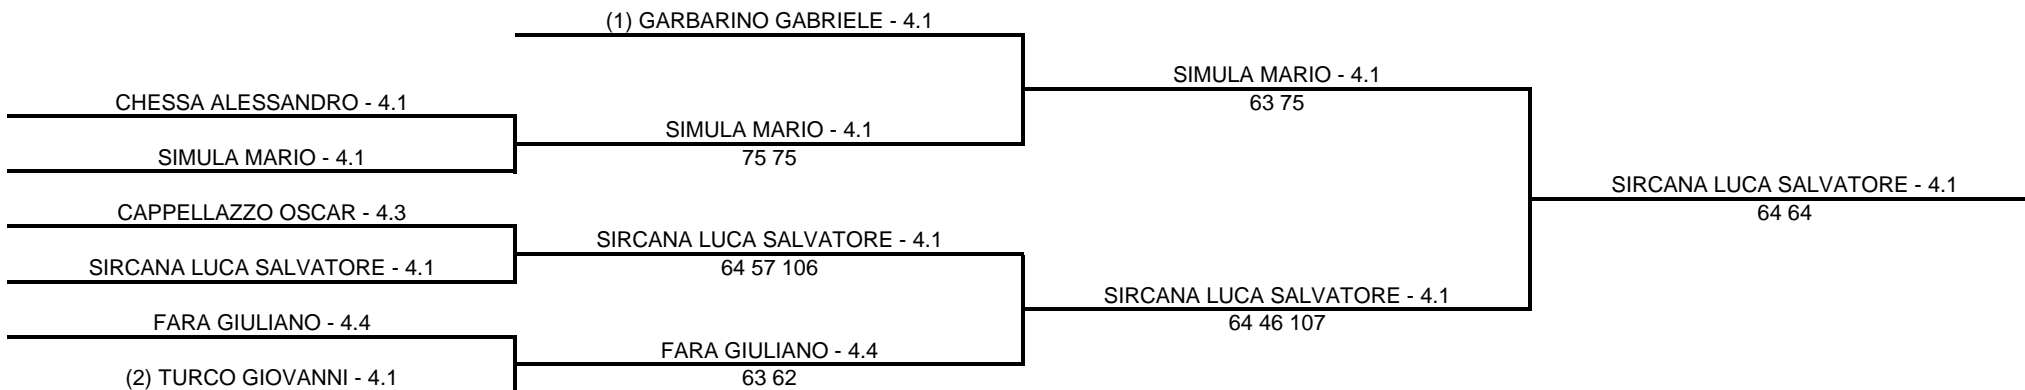 (1) GARBARINO GABRIELE - 4.1
SIMULA MARIO - 4.1
63 75
CHESSA ALESSANDRO - 4.1
SIMULA MARIO - 4.1
75 75
SIMULA MARIO - 4.1
SIRCANA LUCA SALVATORE - 4.1
64 64
CAPPELLAZZO OSCAR - 4.3
SIRCANA LUCA SALVATORE - 4.1
64 57 106
SIRCANA LUCA SALVATORE - 4.1
SIRCANA LUCA SALVATORE - 4.1
64 46 107
FARA GIULIANO - 4.4
FARA GIULIANO - 4.4
63 62
(2) TURCO GIOVANNI - 4.1